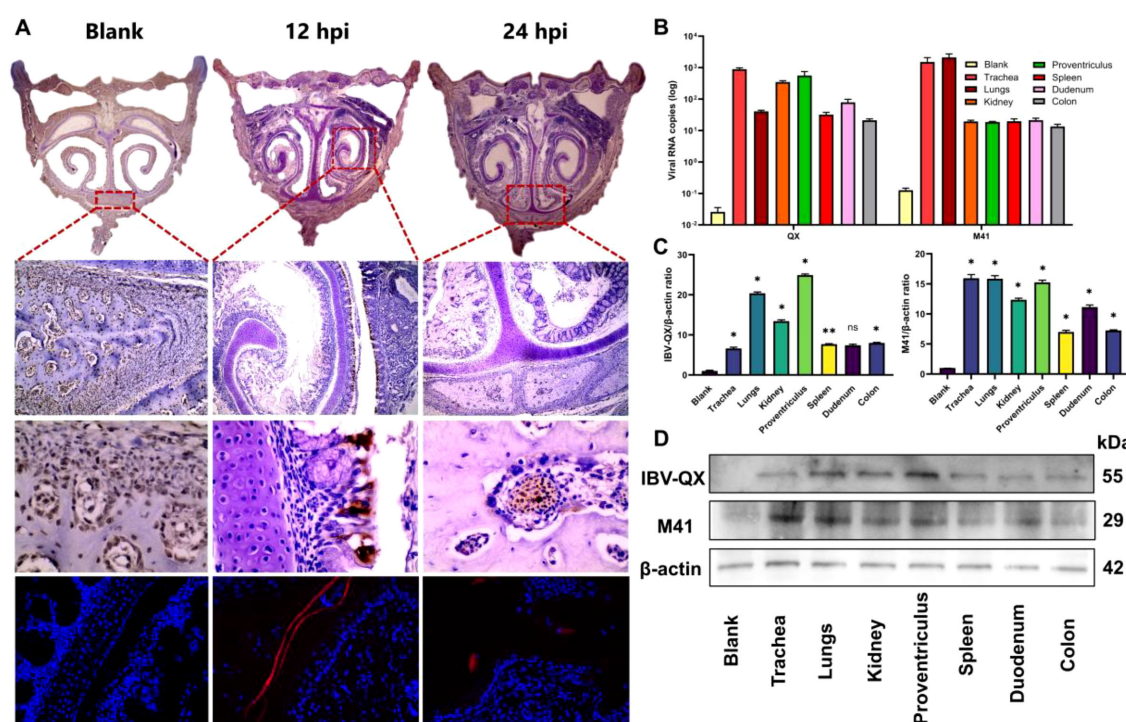 A
Blank
12 hpi
24 hpi
B
Viral RNA copies (log)
10⁴
10³
10²
10¹
10⁰
10⁻¹
10⁻²
Blank
Trachea
Lungs
Kidney
Proventriculus
Spleen
Dudenum
Colon
QX
M41
C
IBV-QX/β-actin ratio
30
20
10
0
*
*
*
*
**
ns
*
Blank
Trachea
Lungs
Kidney
Proventriculus
Spleen
Dudenum
Colon
M41/β-actin ratio
20
15
10
5
0
*
*
*
*
*
*
*
Blank
Trachea
Lungs
Kidney
Proventriculus
Spleen
Dudenum
Colon
D
kDa
IBV-QX
55
M41
29
β-actin
42
Blank
Trachea
Lungs
Kidney
Proventriculus
Spleen
Duodenum
Colon